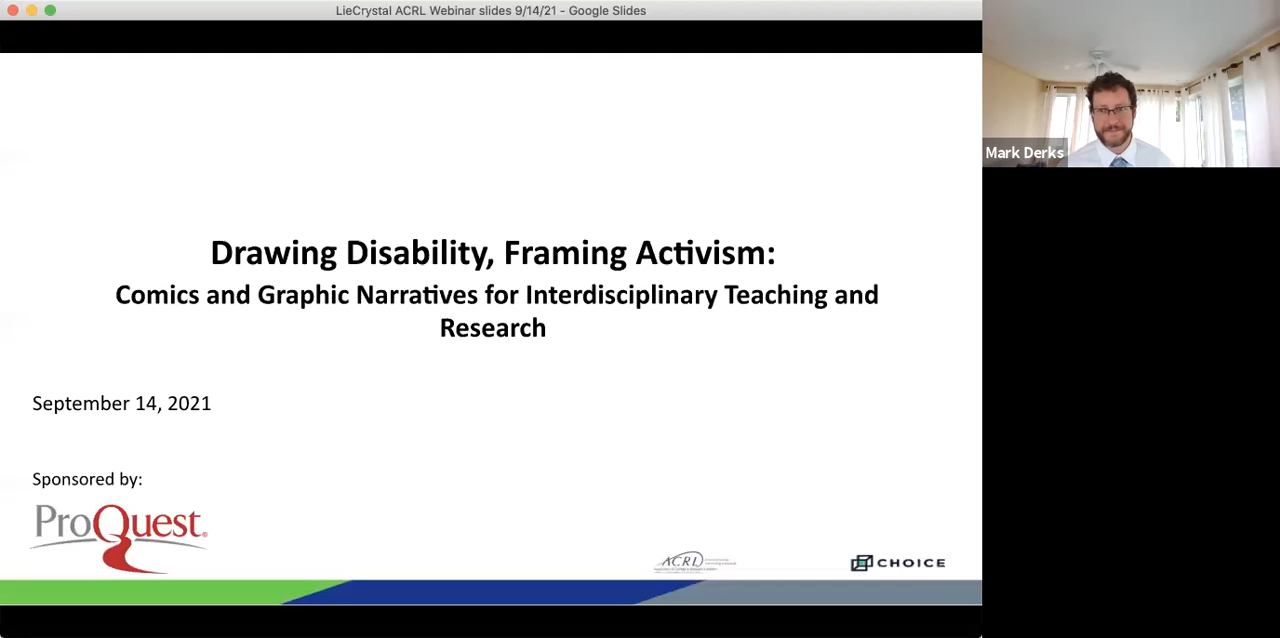 LieCrystal ACRL Webinar slides 9/14/21 - Google Slides
Mark Derks
Drawing Disability, Framing Activism:
Comics and Graphic Narratives for Interdisciplinary Teaching and
Research
September 14, 2021
Sponsored by:
ProQuest
ACRL
CHOICE